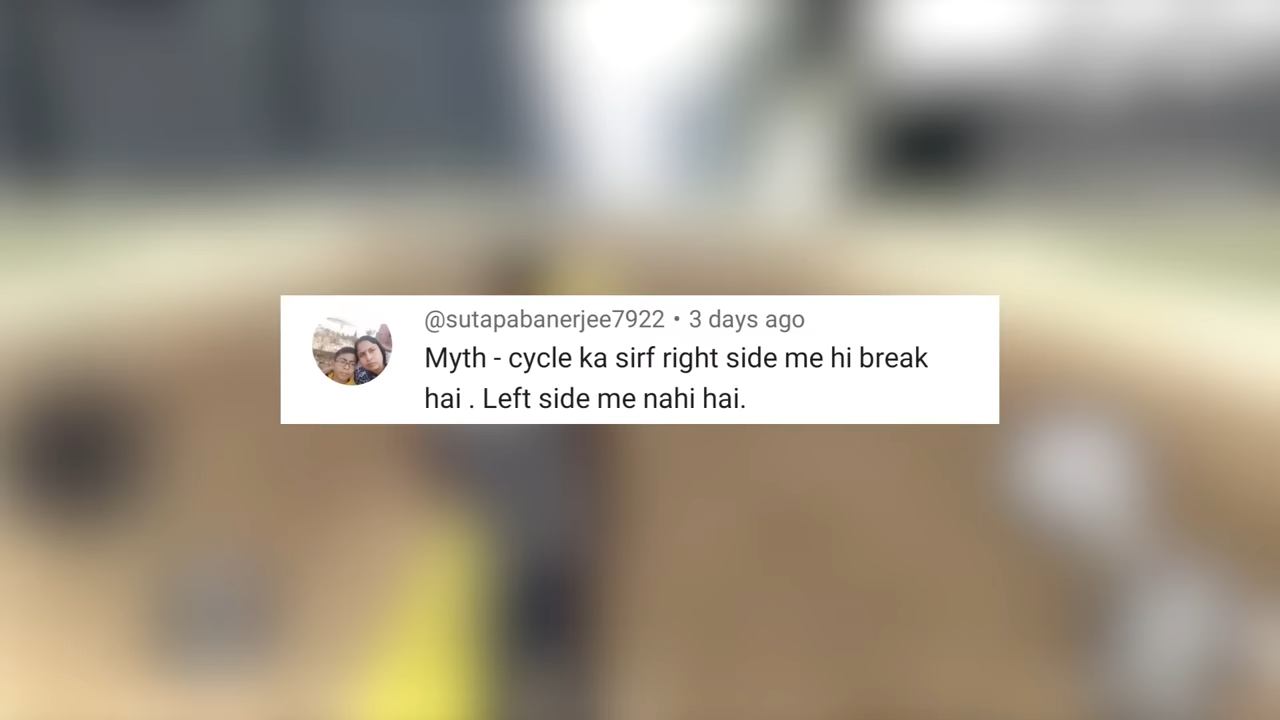 @sutapabanerjee7922 • 3 days ago
Myth - cycle ka sirf right side me hi break
hai . Left side me nahi hai.